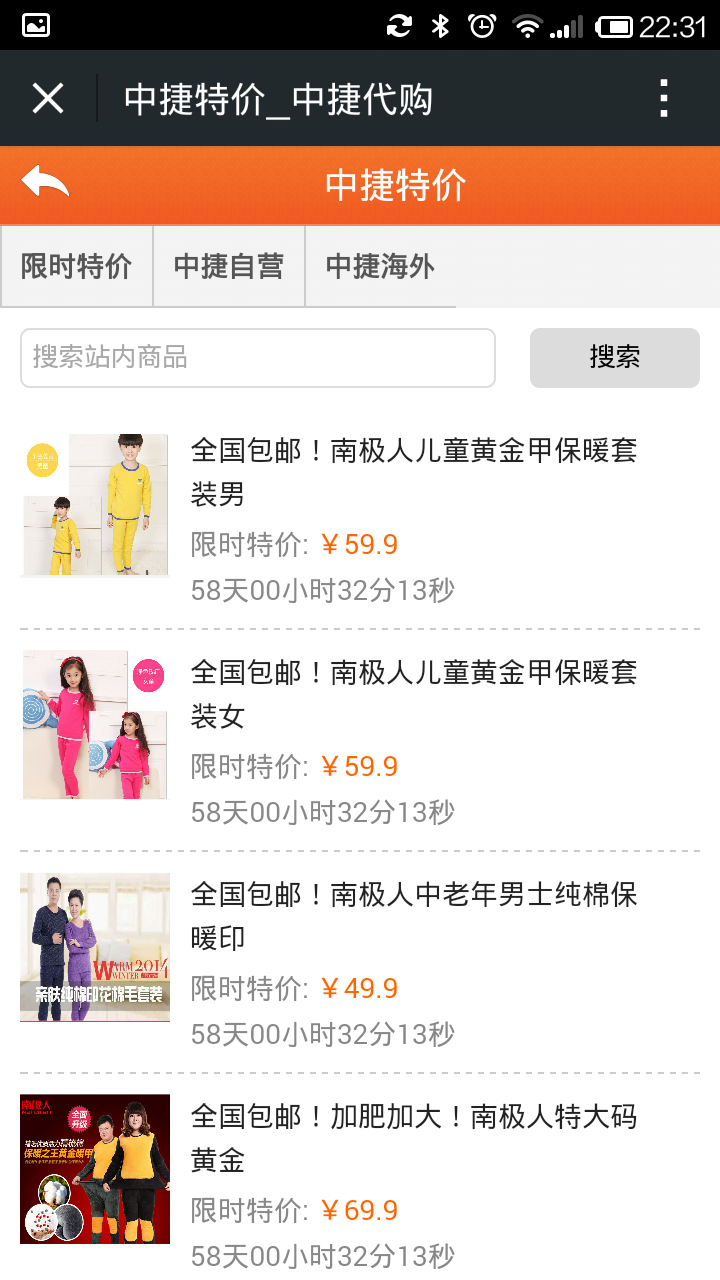 22:31
中捷特价_中捷代购
中捷特价
限时特价
中捷自营
中捷海外
搜索站内商品
搜索
全国包邮！南极人儿童黄金甲保暖套
装男
限时特价: ￥59.9
58天00小时32分13秒
全国包邮！南极人儿童黄金甲保暖套
装女
限时特价: ￥59.9
58天00小时32分13秒
WARM 2014
WINTER
亲肤纯棉印花棉毛套装
全国包邮！南极人中老年男士纯棉保
暖印
限时特价: ￥49.9
58天00小时32分13秒
南极人
全面
升级
保暖之王黄金暖甲
全国包邮！加肥加大！南极人特大码
黄金
限时特价: ￥69.9
58天00小时32分13秒